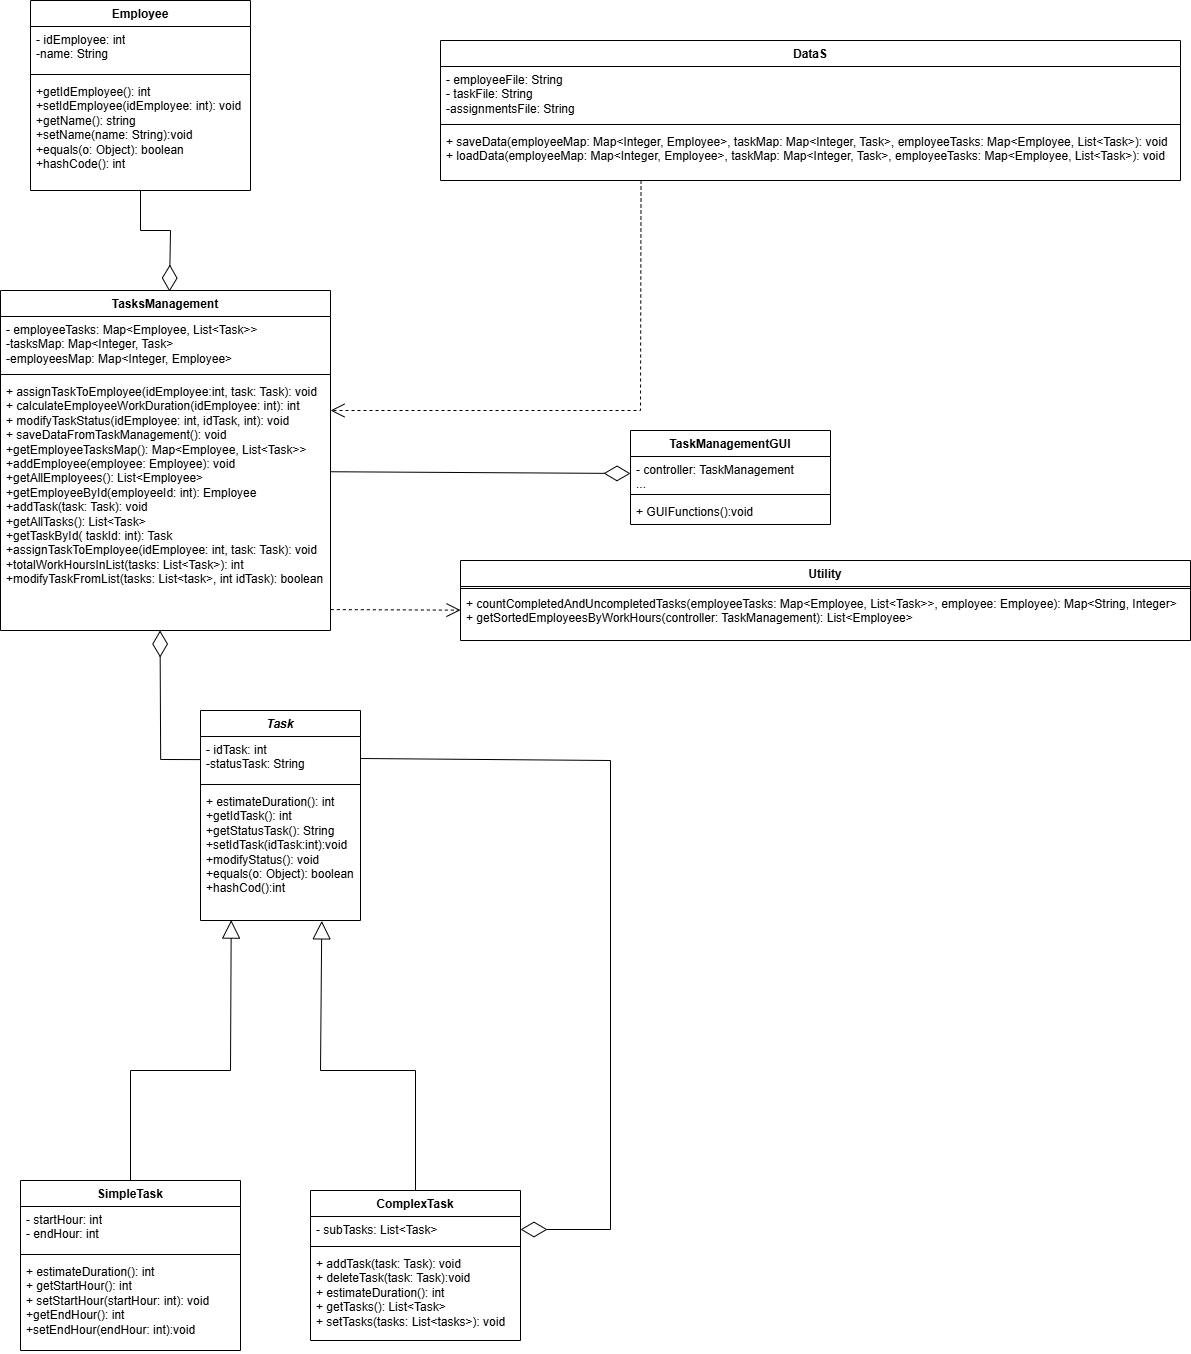 Employee
- idEmployee: int
-name: String
+getIdEmployee(): int
+setIdEmployee(idEmployee: int): void
+getName(): string
+setName(name: String):void
+equals(o: Object): boolean
+hashCode(): int
DataS
- employeeFile: String
- taskFile: String
-assignmentsFile: String
+ saveData(employeeMap: Map<Integer, Employee>, taskMap: Map<Integer, Task>, employeeTasks: Map<Employee, List<Task>): void
+ loadData(employeeMap: Map<Integer, Employee>, taskMap: Map<Integer, Task>, employeeTasks: Map<Employee, List<Task>): void
TasksManagement
- employeeTasks: Map<Employee, List<Task>>
-tasksMap: Map<Integer, Task>
-employeesMap: Map<Integer, Employee>
+ assignTaskToEmployee(idEmployee:int, task: Task): void
+ calculateEmployeeWorkDuration(idEmployee: int): int
+ modifyTaskStatus(idEmployee: int, idTask, int): void
+ saveDataFromTaskManagement(): void
+getEmployeeTasksMap(): Map<Employee, List<Task>>
+addEmployee(employee: Employee): void
+getAllEmployees(): List<Employee>
+getEmployeeById(employeeId: int): Employee
+addTask(task: Task): void
+getAllTasks(): List<Task>
+getTaskById( taskId: int): Task
+assignTaskToEmployee(idEmployee: int, task: Task): void
+totalWorkHoursInList(tasks: List<Task>): int
+modifyTaskFromList(tasks: List<task>, int idTask): boolean
TaskManagementGUI
- controller: TaskManagement
...
+ GUIFunctions():void
Utility
+ countCompletedAndUncompletedTasks(employeeTasks: Map<Employee, List<Task>>, employee: Employee): Map<String, Integer>
+ getSortedEmployeesByWorkHours(controller: TaskManagement): List<Employee>
Task
- idTask: int
-statusTask: String
+ estimateDuration(): int
+getIdTask(): int
+getStatusTask(): String
+setIdTask(idTask:int):void
+modifyStatus(): void
+equals(o: Object): boolean
+hashCod():int
SimpleTask
- startHour: int
- endHour: int
+ estimateDuration(): int
+ getStartHour(): int
+ setStartHour(startHour: int): void
+getEndHour(): int
+setEndHour(endHour: int):void
ComplexTask
- subTasks: List<Task>
+ addTask(task: Task): void
+ deleteTask(task: Task):void
+ estimateDuration(): int
+ getTasks(): List<Task>
+ setTasks(tasks: List<tasks>): void